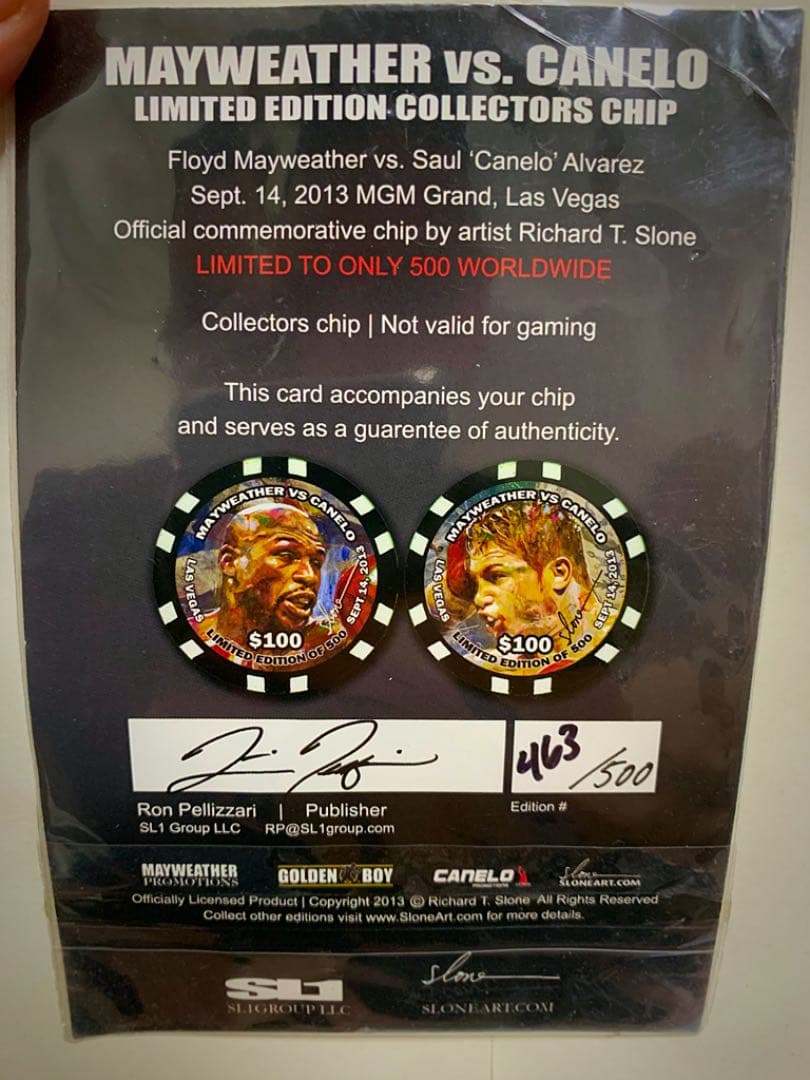 MAYWEATHER VS. CANELO
LIMITED EDITION COLLECTORS CHIP
Floyd Mayweather vs. Saul ‘Canelo’ Alvarez
Sept. 14, 2013 MGM Grand, Las Vegas
Official commemorative chip by artist Richard T. Slone
LIMITED TO ONLY 500 WORLDWIDE
Collectors chip | Not valid for gaming
This card accompanies your chip
and serves as a guarentee of authenticity.
MAYWEATHER VS CANELO
LAS VEGAS
SEPT 14, 2013
$100
LIMITED EDITION OF 500
MAYWEATHER VS CANELO
LAS VEGAS
SEPT 14, 2013
Slone
$100
LIMITED EDITION OF 500
463/500
Ron Pellizzari | Publisher
Edition #
SL1 Group LLC RP@SL1group.com
MAYWEATHER
PROMOTIONS
GOLDEN BOY
CANELO
PROMOTIONS
Slone
SLONEART.COM
Officially Licensed Product | Copyright 2013 © Richard T. Slone All Rights Reserved
Collect other editions visit www.SloneArt.com for more details.
SL1
SL1GROUP LLC
Slone
SLONEART.COM